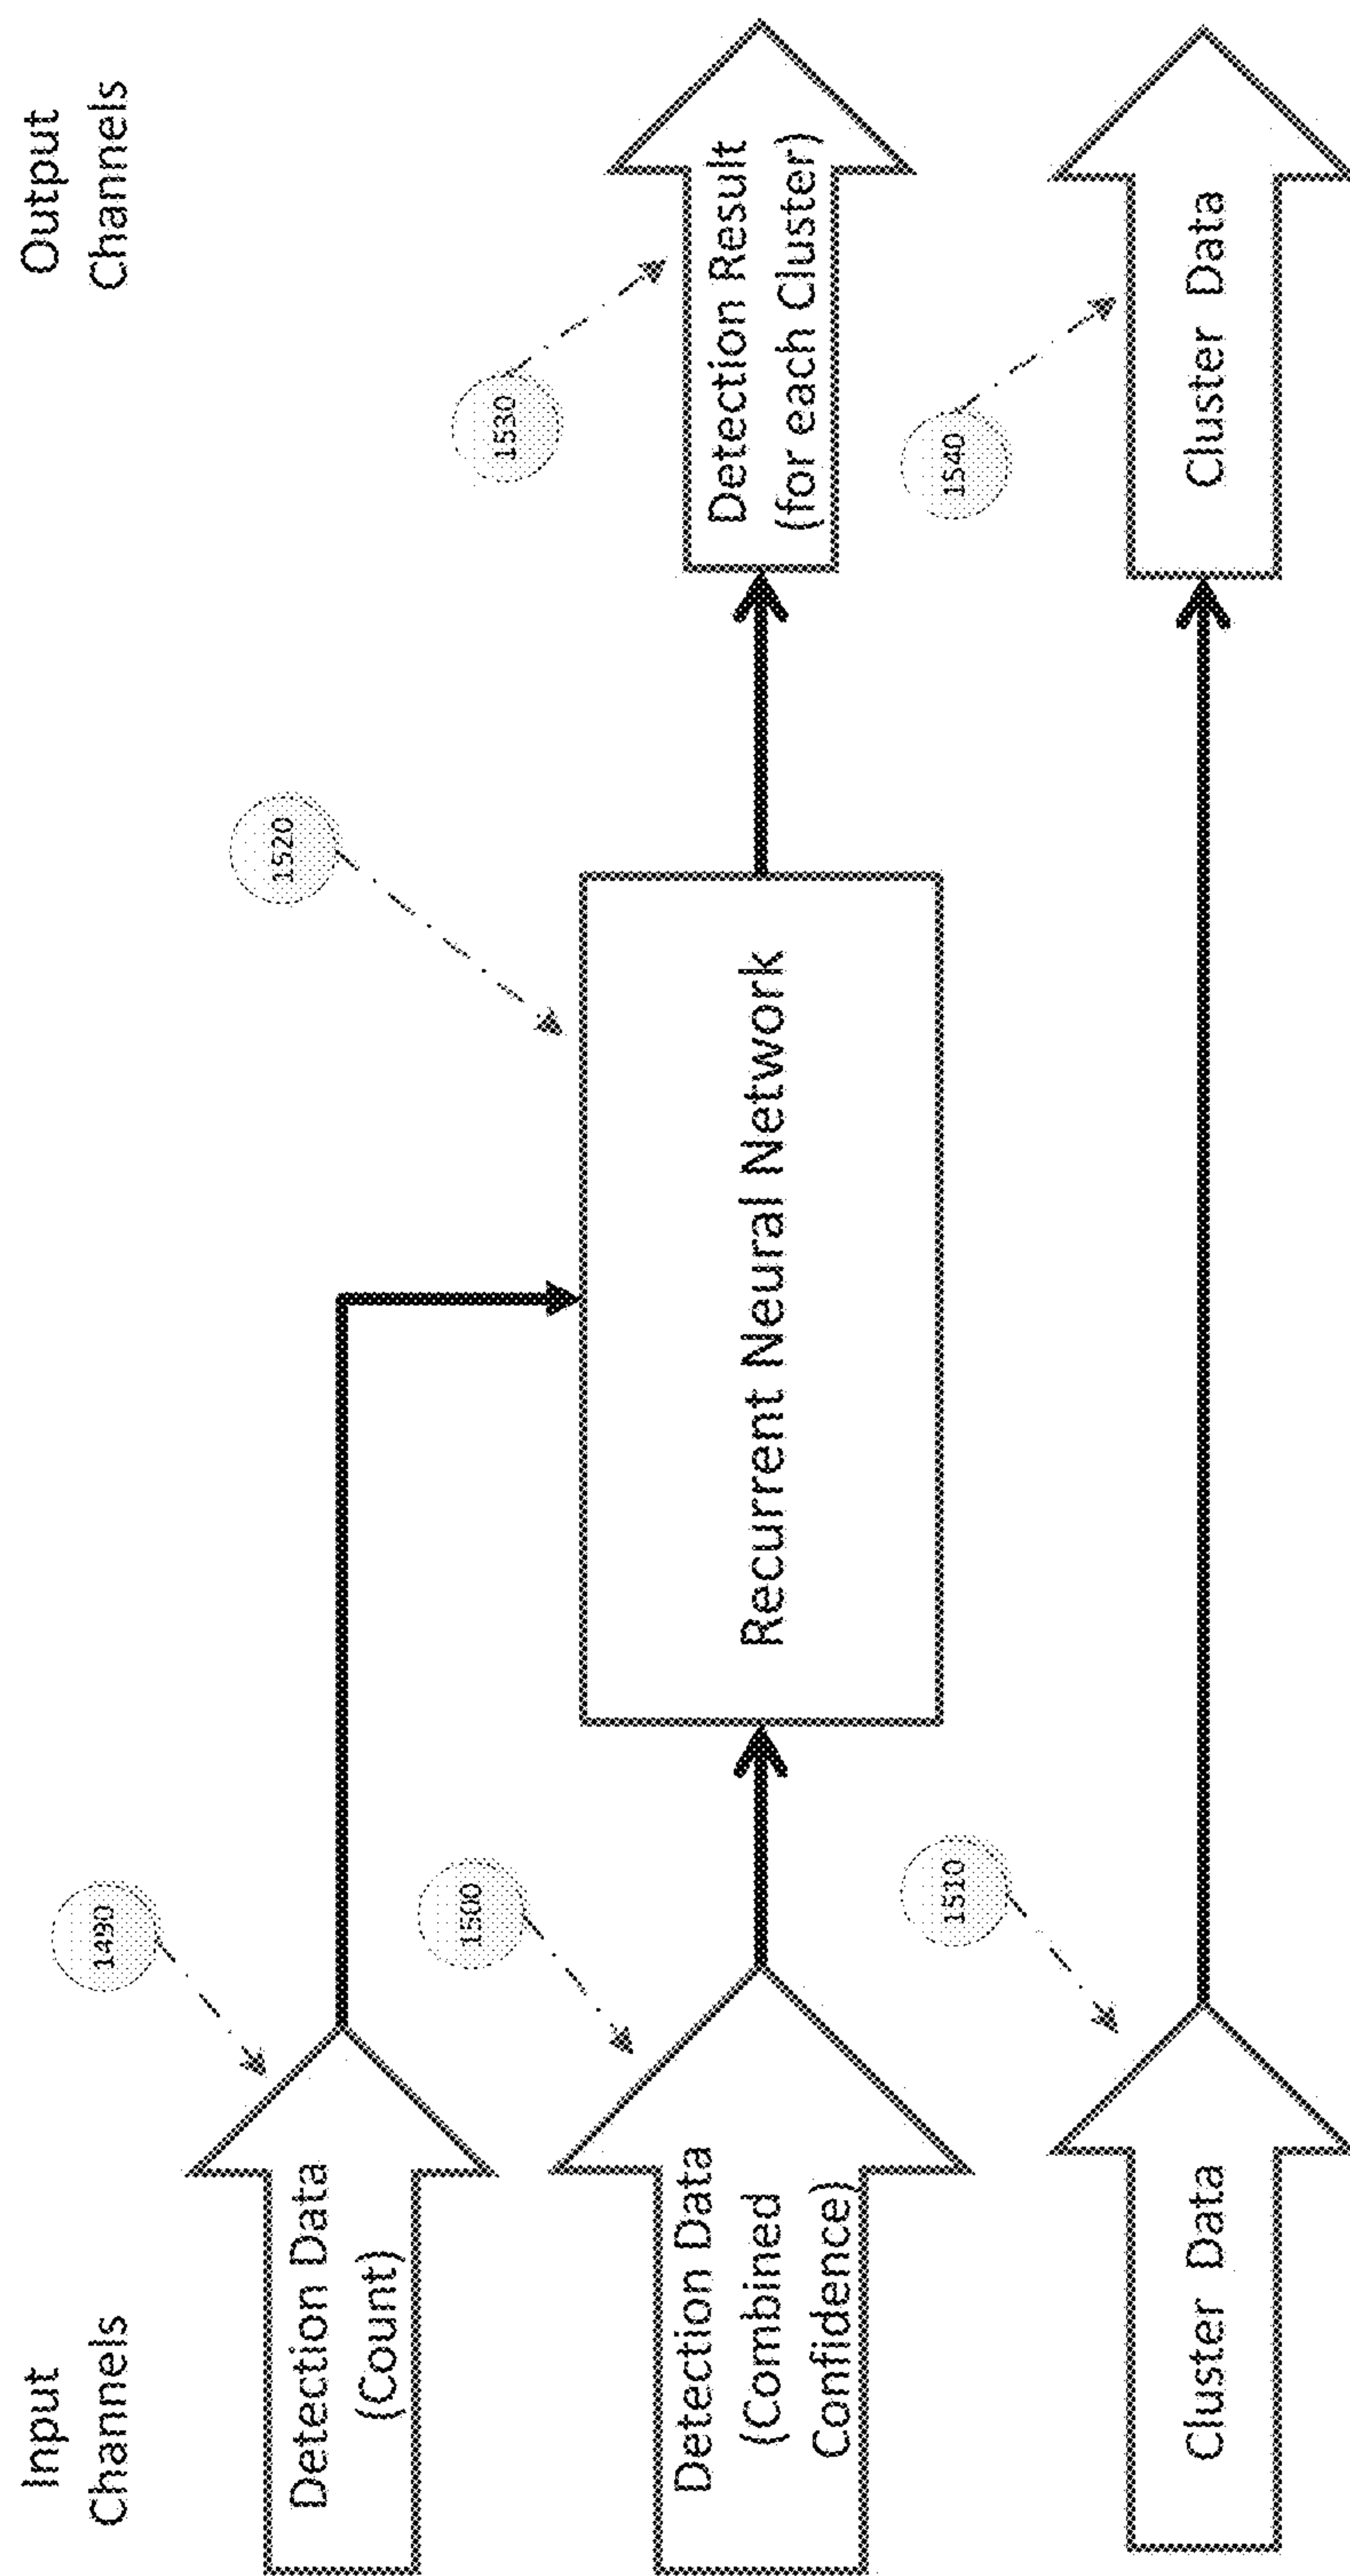 Input
Channels
Output
Channels
1490
Detection Data
(Count)
1520
1500
Detection Data
(Combined
Confidence)
Recurrent Neural Network
1530
Detection Result
(for each Cluster)
1510
Cluster Data
1540
Cluster Data